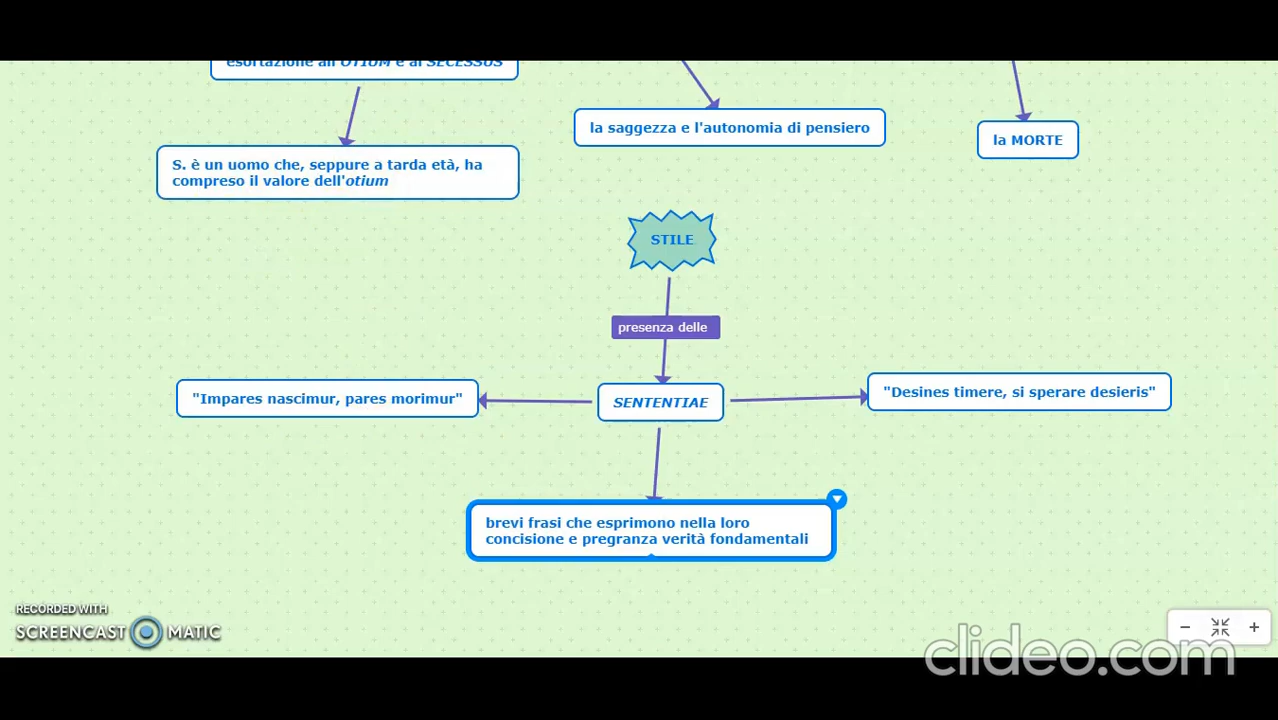 esortazione all'OTIUM e al SECESSUS
la saggezza e l'autonomia di pensiero
la MORTE
S. è un uomo che, seppure a tarda età, ha
compreso il valore dell'otium
STILE
presenza delle
"Impares nascimur, pares morimur"
SENTENTIAE
"Desines timere, si sperare desieris"
brevi frasi che esprimono nella loro
concisione e pregranza verità fondamentali
RECORDED WITH
SCREENCAST MATIC
clideo.com